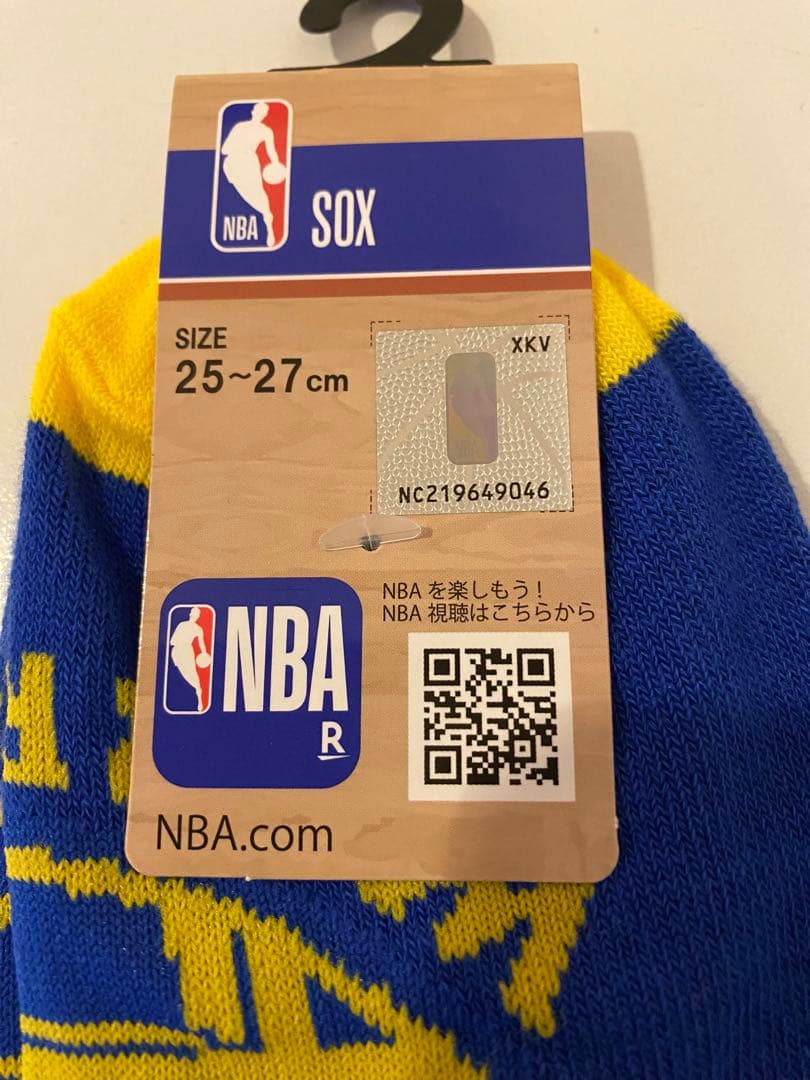 NBA
SOX
SIZE
25~27cm
XKV
NC219649046
NBA を楽しもう！
NBA 視聴はこちらから
NBA
R
NBA.com